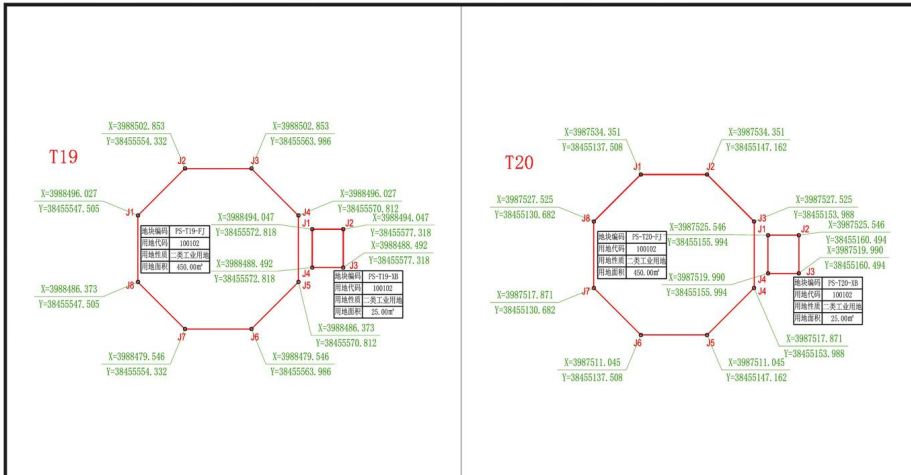 T19
X=3988502.853
Y=38455554.332
X=3988502.853
Y=38455563.986
J2
J3
X=3988496.027
Y=38455547.505
J1
X=3988496.027
Y=38455570.812
J4
X=3988494.047
Y=38455572.818
J1
X=3988494.047
Y=38455577.318
J2
地块编码 PS-T19-FJ
用地代码 100102
用地性质 二类工业用地
用地面积 450.00㎡
X=3988488.492
Y=38455572.818
J4
X=3988488.492
Y=38455577.318
J3
地块编码 PS-T19-XB
用地代码 100102
用地性质 二类工业用地
用地面积 25.00㎡
X=3988486.373
Y=38455547.505
J8
J5
X=3988486.373
Y=38455570.812
J7
J6
X=3988479.546
Y=38455554.332
X=3988479.546
Y=38455563.986
T20
X=3987534.351
Y=38455137.508
X=3987534.351
Y=38455147.162
J1
J2
X=3987527.525
Y=38455130.682
J8
X=3987527.525
Y=38455153.988
J3
X=3987525.546
Y=38455155.994
J1
X=3987525.546
Y=38455160.494
J2
地块编码 PS-T20-FJ
用地代码 100102
用地性质 二类工业用地
用地面积 450.00㎡
X=3987519.990
Y=38455155.994
J4
X=3987519.990
Y=38455160.494
J3
地块编码 PS-T20-XB
用地代码 100102
用地性质 二类工业用地
用地面积 25.00㎡
X=3987517.871
Y=38455130.682
J7
J4
X=3987517.871
Y=38455153.988
J6
J5
X=3987511.045
Y=38455137.508
X=3987511.045
Y=38455147.162